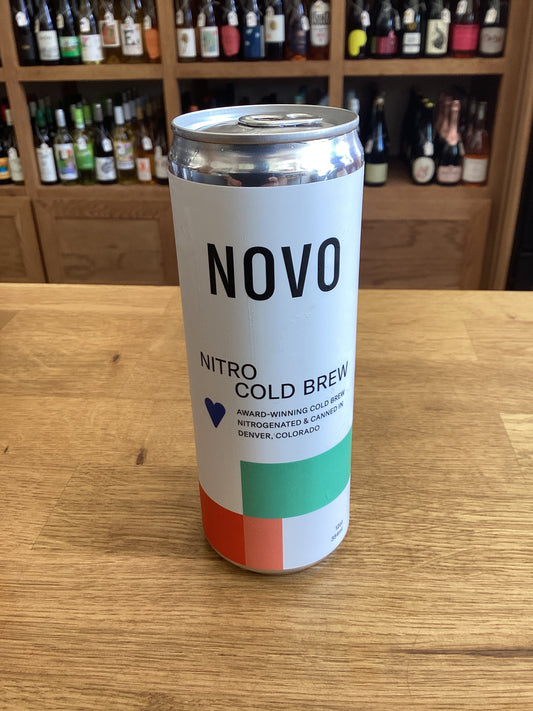 NOVO
NITRO
COLD BREW
AWARD-WINNING COLD BREW
NITROGENATED & CANNED IN
DENVER, COLORADO